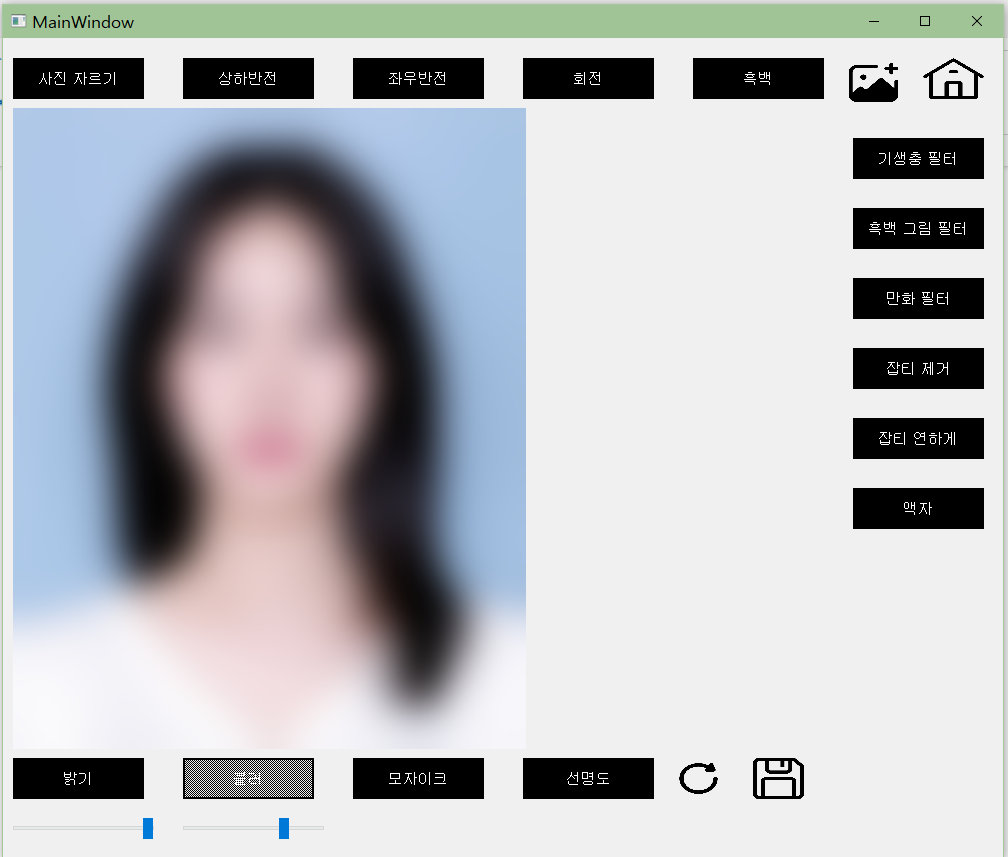 MainWindow
사진 자르기
상하반전
좌우반전
회전
흑백
기생충 필터
흑백 그림 필터
만화 필터
잡티 제거
잡티 연하게
액자
밝기
블러
모자이크
선명도